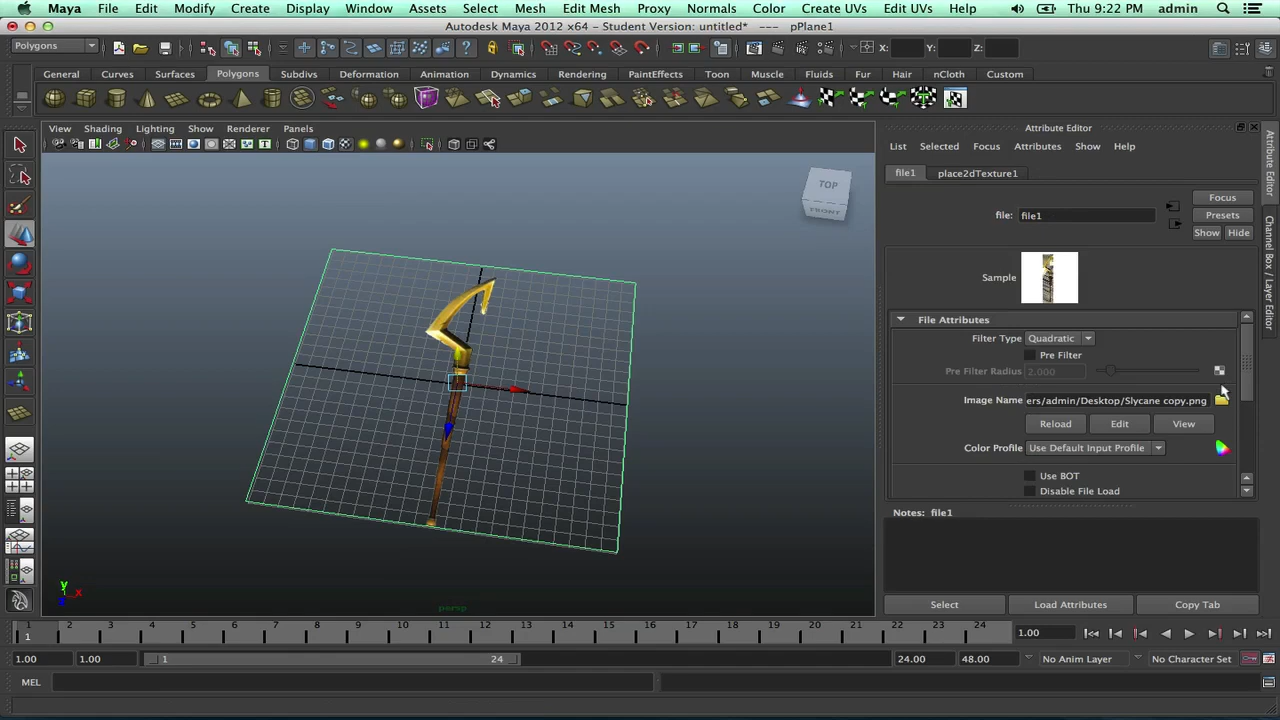 Maya File Edit Modify Create Display Window Assets Select Mesh Edit Mesh Proxy Normals Color Create UVs Edit UVs Help Thu 9:22 PM admin
Autodesk Maya 2012 x64 - Student Version: untitled* --- pPlane1
Polygons X: Y: Z:
General Curves Surfaces Polygons Subdivs Deformation Animation Dynamics Rendering PaintEffects Toon Muscle Fluids Fur Hair nCloth Custom
View Shading Lighting Show Renderer Panels
Attribute Editor
List Selected Focus Attributes Show Help
file1 place2dTexture1
Focus
file: file1 Presets
Show Hide
TOP
FRONT
Sample
File Attributes
Filter Type Quadratic
Pre Filter
Pre Filter Radius 2.000
Image Name ers/admin/Desktop/Slycane copy.png
Reload Edit View
Color Profile Use Default Input Profile
Use BOT
Disable File Load
Notes: file1
Attribute Editor
Channel Box / Layer Editor
y
x
persp
Select Load Attributes Copy Tab
1 2 3 4 5 6 7 8 9 10 11 12 13 14 15 16 17 18 19 20 21 22 23 24
1 1.00
1.00 1.00 1 24 24.00 48.00 No Anim Layer No Character Set
MEL